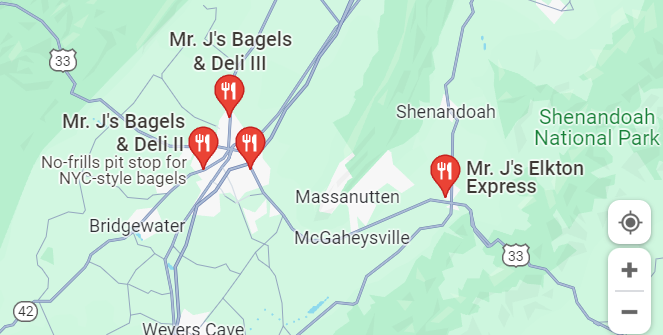 Mr. J's Bagels
& Deli III
33
Mr. J's Bagels
& Deli II
No-frills pit stop for
NYC-style bagels
Shenandoah
Shenandoah
National Park
Mr. J's Elkton
Express
Massanutten
Bridgewater
McGaheysville
33
42
Weyers Cave